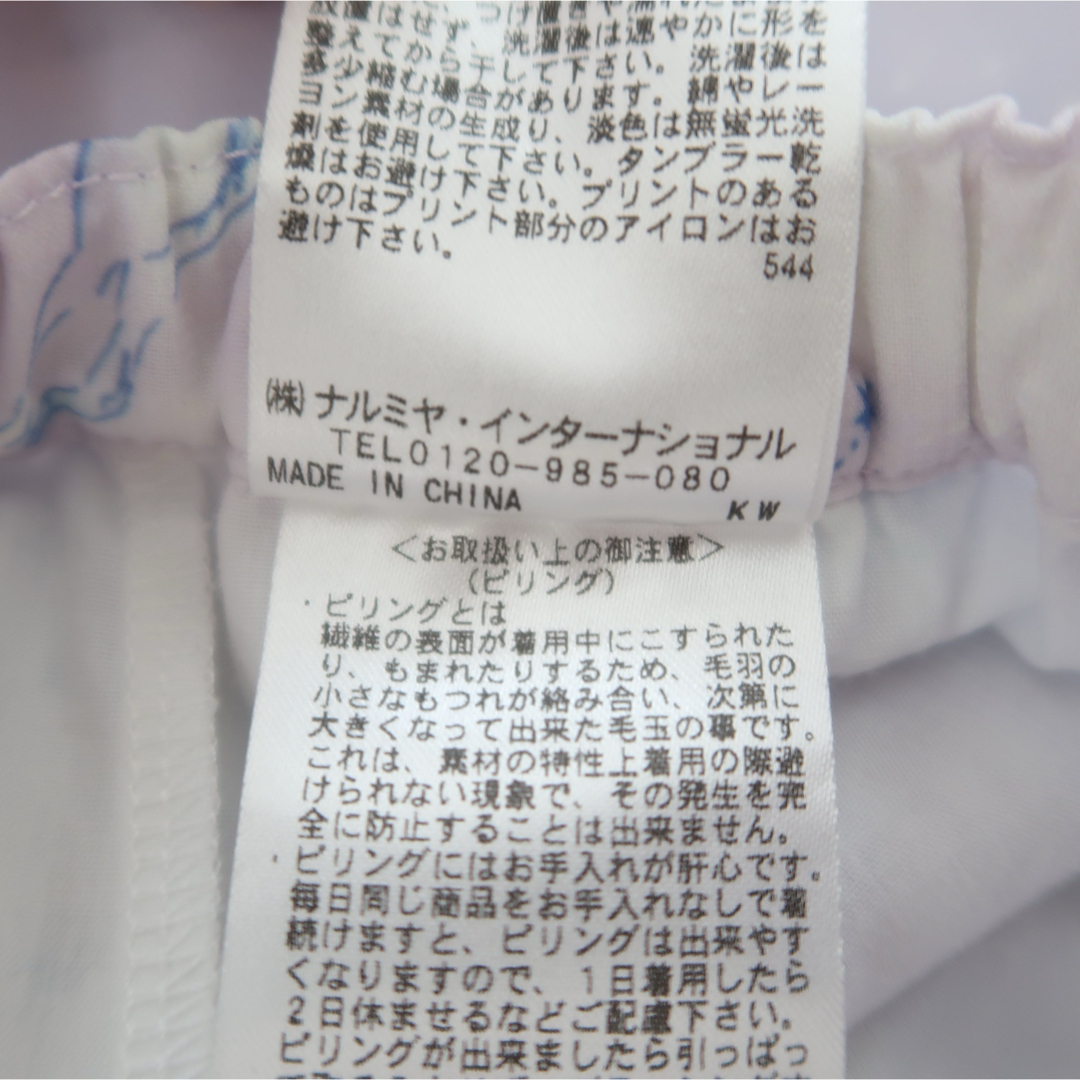 放置はせず、
整えてから干して下さい。洗濯後は
多少縮む場合があります。綿やレー
ヨン素材の生成り、淡色は無蛍光洗
剤を使用して下さい。タンブラー乾
燥はお避け下さい。プリントのある
ものはプリント部分のアイロンはお
避け下さい。
544
(株)ナルミヤ・インターナショナル
TEL0120-985-080
MADE IN CHINA
KW
<お取扱い上の御注意>
(ピリング)
・ピリングとは
繊維の表面が着用中にこすられた
り、もまれたりするため、毛羽の
小さなもつれが絡み合い、次第に
大きくなって出来た毛玉の事です。
これは、素材の特性上着用の際避
けられない現象で、その発生を完
全に防止することは出来ません。
・ピリングにはお手入れが肝心です。
毎日同じ商品をお手入れなしで着
続けますと、ピリングは出来やす
くなりますので、1日着用したら
2日休ませるなどご配慮下さい。
ピリングが出来ましたら引っぱっ